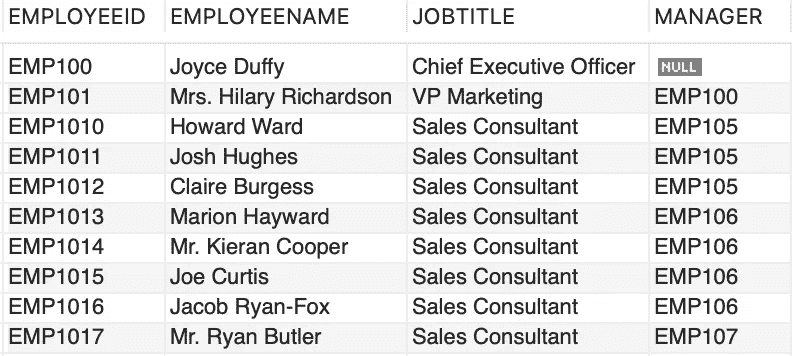 EMPLOYEEID EMPLOYEENAME JOBTITLE MANAGER
EMP100 Joyce Duffy Chief Executive Officer NULL
EMP101 Mrs. Hilary Richardson VP Marketing EMP100
EMP1010 Howard Ward Sales Consultant EMP105
EMP1011 Josh Hughes Sales Consultant EMP105
EMP1012 Claire Burgess Sales Consultant EMP105
EMP1013 Marion Hayward Sales Consultant EMP106
EMP1014 Mr. Kieran Cooper Sales Consultant EMP106
EMP1015 Joe Curtis Sales Consultant EMP106
EMP1016 Jacob Ryan-Fox Sales Consultant EMP106
EMP1017 Mr. Ryan Butler Sales Consultant EMP107